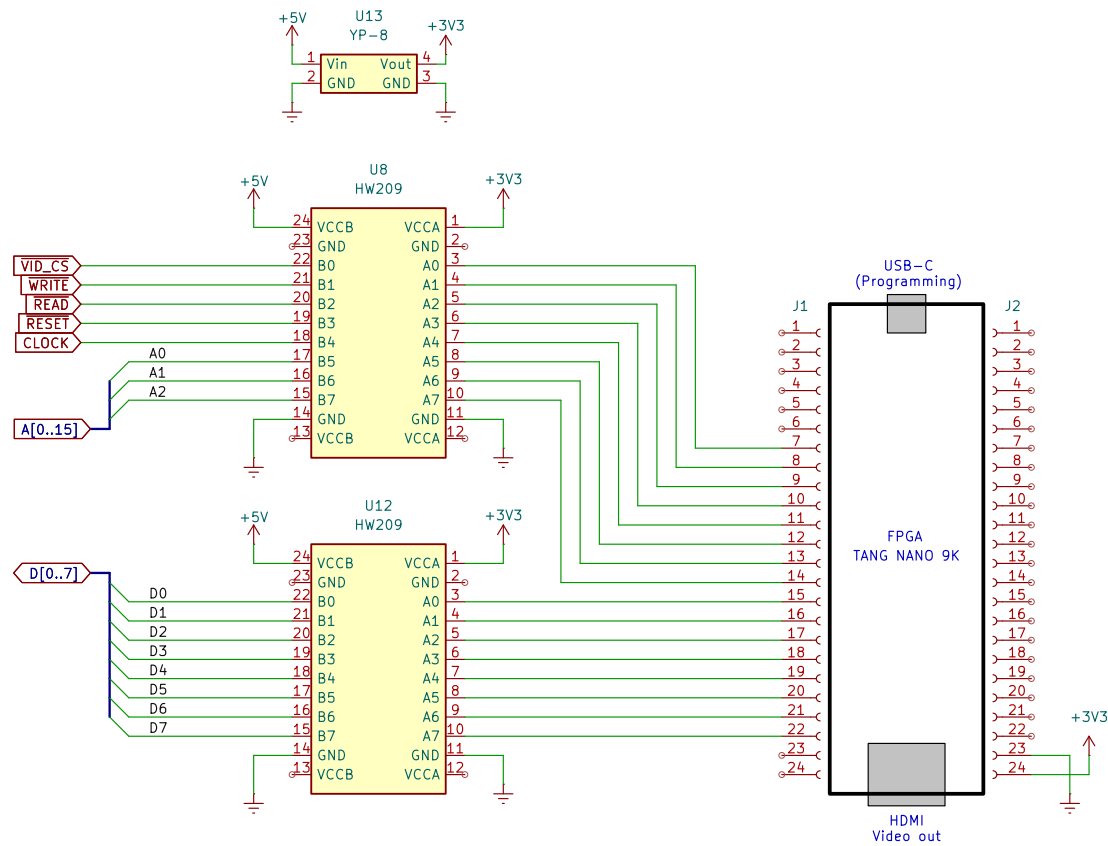 U13
YP-8
+5V
+3V3
1 Vin Vout 4
2 GND GND 3
U8
HW209
+5V
+3V3
24 VCCB VCCA 1
23 GND GND 2
VID_CS 22 B0 A0 3
WRITE 21 B1 A1 4
READ 20 B2 A2 5
RESET 19 B3 A3 6
CLOCK 18 B4 A4 7
A0 17 B5 A5 8
A1 16 B6 A6 9
A2 15 B7 A7 10
A[0..15] 14 GND GND 11
13 VCCB VCCA 12
U12
HW209
+5V
+3V3
24 VCCB VCCA 1
D[0..7] 23 GND GND 2
D0 22 B0 A0 3
D1 21 B1 A1 4
D2 20 B2 A2 5
D3 19 B3 A3 6
D4 18 B4 A4 7
D5 17 B5 A5 8
D6 16 B6 A6 9
D7 15 B7 A7 10
14 GND GND 11
13 VCCB VCCA 12
USB-C
(Programming)
J1 J2
1 1
2 2
3 3
4 4
5 5
6 6
7 7
8 8
9 9
10 10
11 11
12 12
13 13
14 14
15 15
16 16
17 17
18 18
19 19
20 20
21 21
22 22
23 23
24 24
FPGA
TANG NANO 9K
+3V3
HDMI
Video out